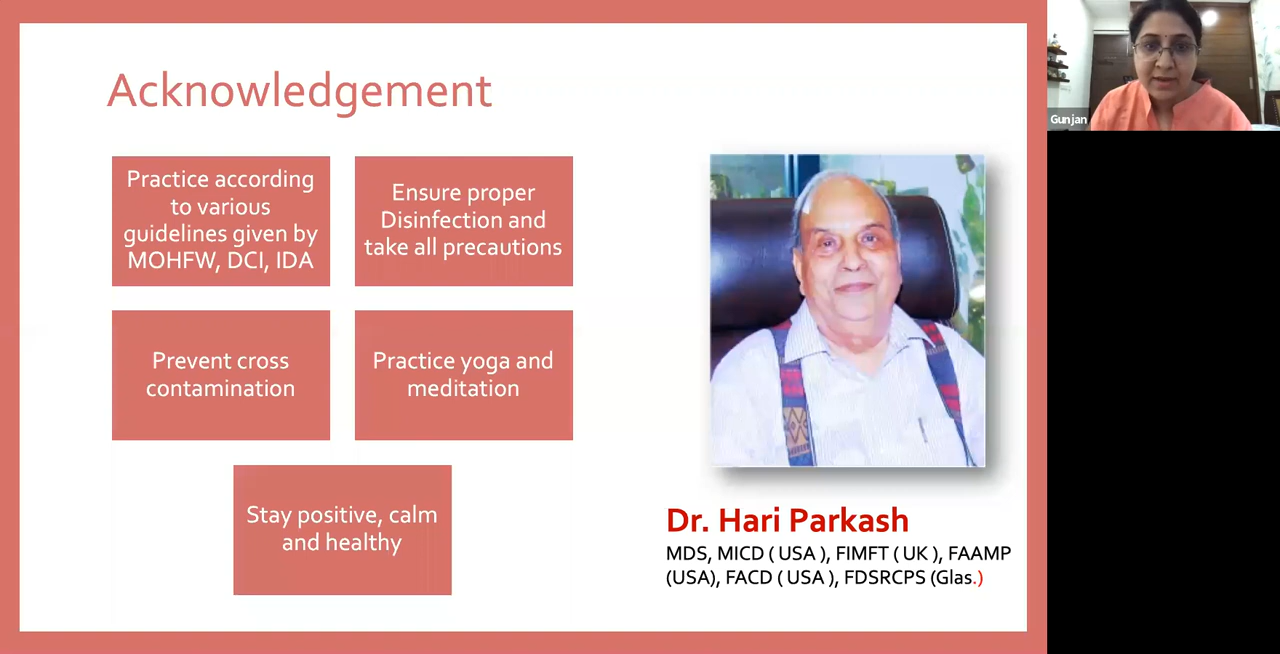 Acknowledgement
Practice according
to various
guidelines given by
MOHFW, DCI, IDA
Ensure proper
Disinfection and
take all precautions
Prevent cross
contamination
Practice yoga and
meditation
Stay positive, calm
and healthy
Dr. Hari Parkash
MDS, MICD ( USA ), FIMFT ( UK ), FAAMP
(USA), FACD ( USA ), FDSRCPS (Glas.)
Gunjan